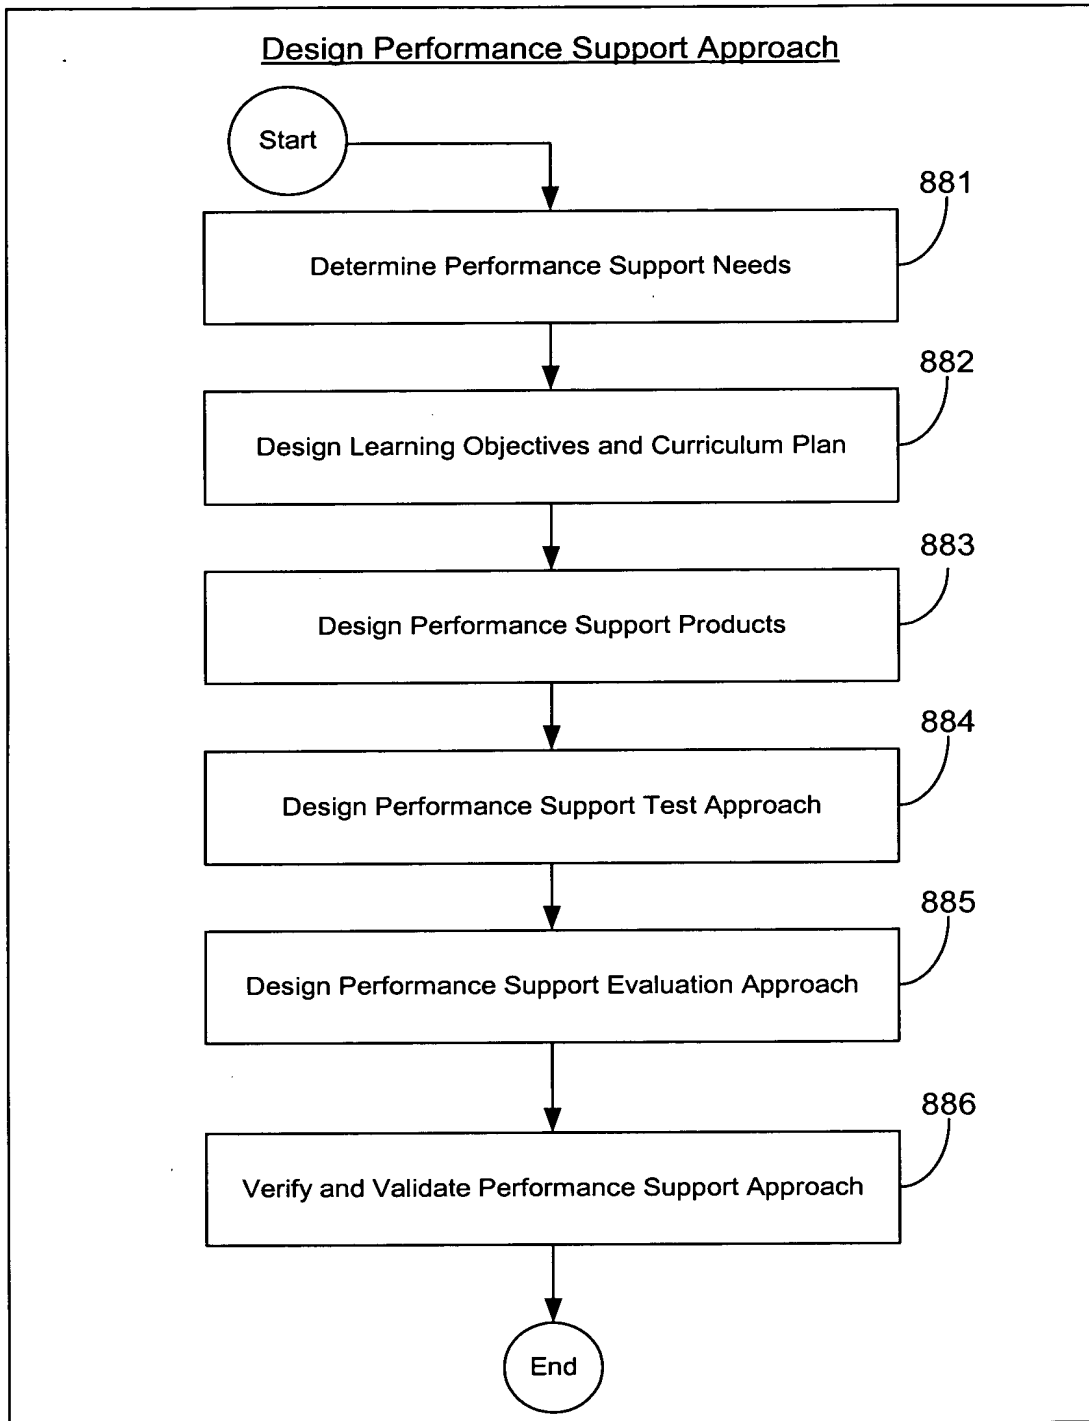 Design Performance Support Approach
Start
881
Determine Performance Support Needs
882
Design Learning Objectives and Curriculum Plan
883
Design Performance Support Products
884
Design Performance Support Test Approach
885
Design Performance Support Evaluation Approach
886
Verify and Validate Performance Support Approach
End